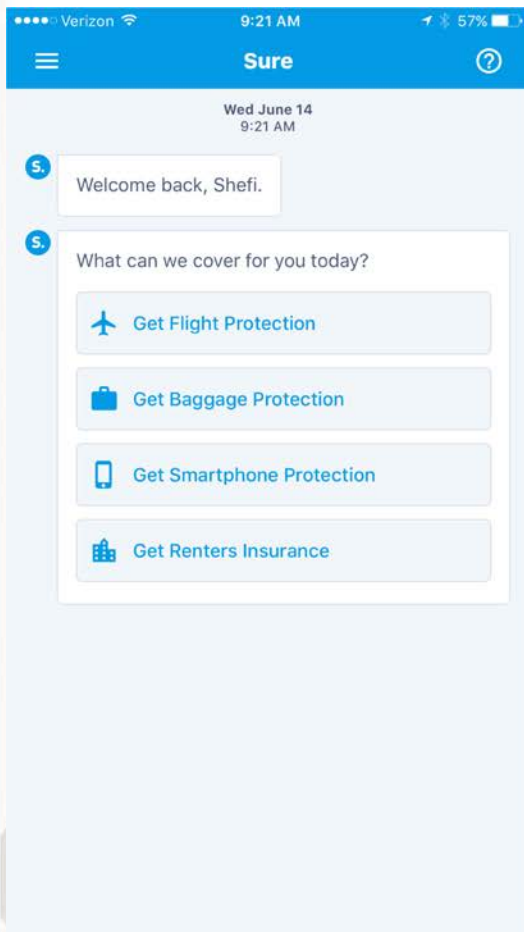 Verizon 9:21 AM 57%
Sure
Wed June 14
9:21 AM
S.
Welcome back, Shefi.
S.
What can we cover for you today?
Get Flight Protection
Get Baggage Protection
Get Smartphone Protection
Get Renters Insurance